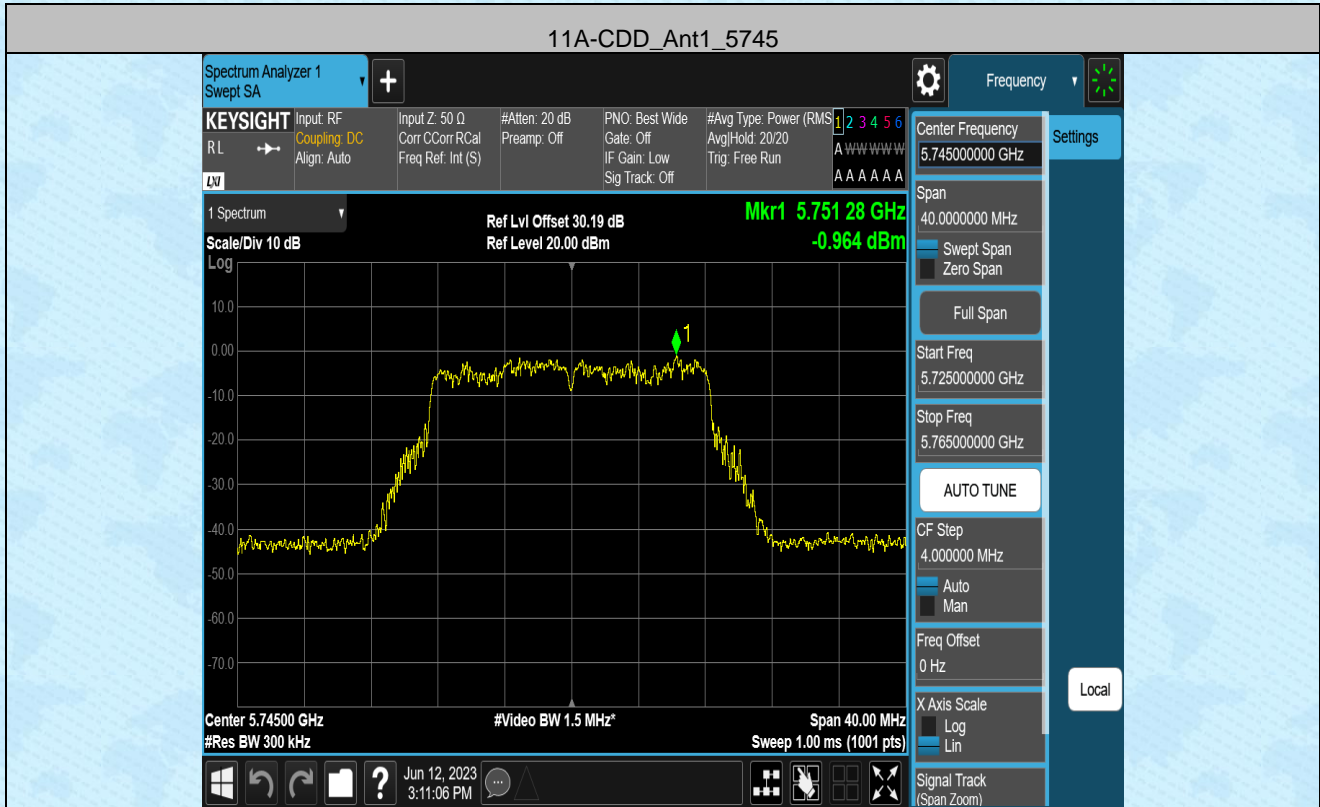 11A-CDD_Ant1_5745
Spectrum Analyzer 1
Swept SA
+
Frequency
KEYSIGHT
R L
LXI
Input: RF
Coupling: DC
Align: Auto
Input Z: 50 Ω
Corr CCorr RCal
Freq Ref: Int (S)
#Atten: 20 dB
Preamp: Off
PNO: Best Wide
Gate: Off
IF Gain: Low
Sig Track: Off
#Avg Type: Power (RMS
Avg|Hold: 20/20
Trig: Free Run
1 2 3 4 5 6
A W W W W W
A A A A A A
1 Spectrum
Scale/Div 10 dB
Ref Lvl Offset 30.19 dB
Ref Level 20.00 dBm
Mkr1 5.751 28 GHz
-0.964 dBm
Log
10.0
0.00
-10.0
-20.0
-30.0
-40.0
-50.0
-60.0
-70.0
1
Center 5.74500 GHz
#Res BW 300 kHz
#Video BW 1.5 MHz*
Span 40.00 MHz
Sweep 1.00 ms (1001 pts)
Center Frequency
5.745000000 GHz
Settings
Span
40.0000000 MHz
Swept Span
Zero Span
Full Span
Start Freq
5.725000000 GHz
Stop Freq
5.765000000 GHz
AUTO TUNE
CF Step
4.000000 MHz
Auto
Man
Freq Offset
0 Hz
X Axis Scale
Log
Lin
Local
Signal Track
(Span Zoom)
?
Jun 12, 2023
3:11:06 PM